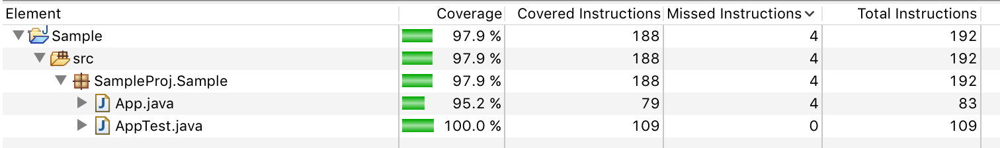 Element Coverage Covered Instructions Missed Instructions Total Instructions
Sample 97.9 % 188 4 192
src 97.9 % 188 4 192
SampleProj.Sample 97.9 % 188 4 192
App.java 95.2 % 79 4 83
AppTest.java 100.0 % 109 0 109